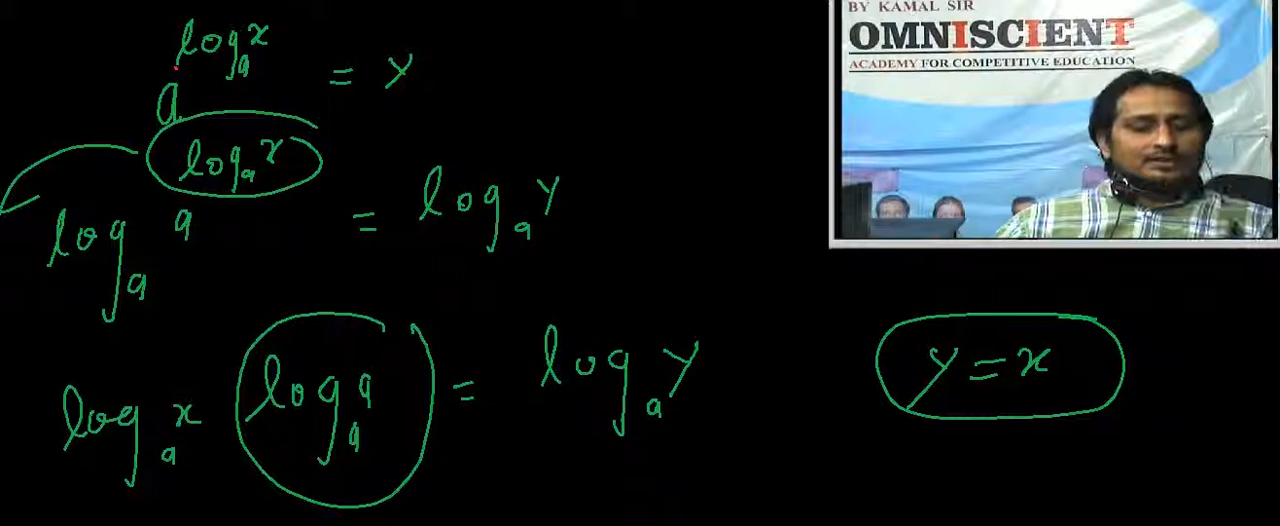 BY KAMAL SIR
OMNISCIENT
ACADEMY FOR COMPETITIVE EDUCATION
a^(log_a x) = y
log_a a^(log_a x) = log_a y
log_a x log_a a = log_a y
y = x